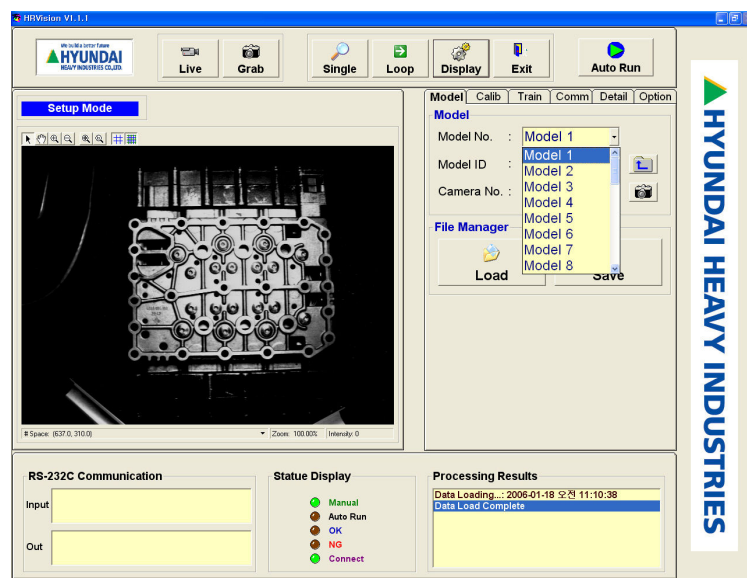 HRVision V1.1.1
We build a better future
HYUNDAI
HEAVY INDUSTRIES CO.,LTD.
Live
Grab
Single
Loop
Display
Exit
Auto Run
Setup Mode
Model Calib Train Comm Detail Option
Model
Model No. : Model 1
Model 1
Model 2
Model 3
Model 4
Model 5
Model 6
Model 7
Model 8
Model ID :
Camera No. :
File Manager
Load
Save
# Space: (637.0, 310.0)
Zoom: 100.00%
Intensity: 0
RS-232C Communication
Input
Out
Statue Display
Manual
Auto Run
OK
NG
Connect
Processing Results
Data Loading...: 2006-01-18 오전 11:10:38
Data Load Complete
HYUNDAI HEAVY INDUSTRIES